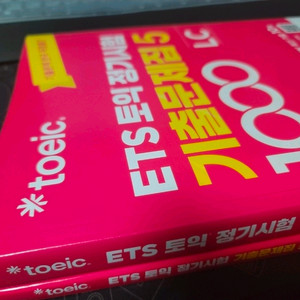 *toeic.
ETS 토익 정기시험
기출문제집 5
1000
LC
*toeic. ETS 토익 정기시험
*toeic. ETS 토익 정기시험 기출문제집